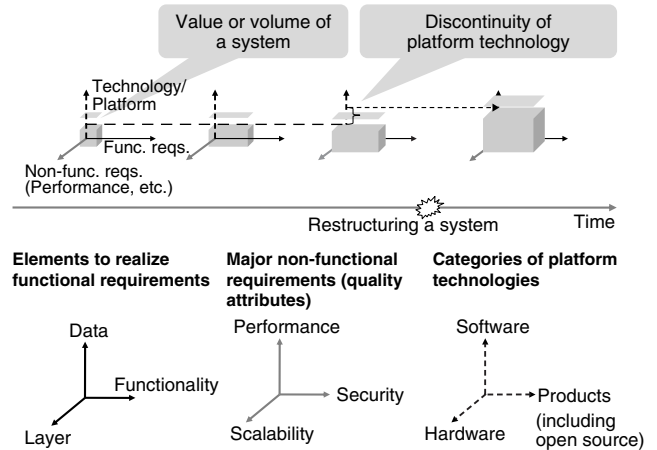 Value or volume of
a system
Discontinuity of
platform technology
Technology/
Platform
Func. reqs.
Non-func. reqs.
(Performance, etc.)
Restructuring a system
Time
Elements to realize
functional requirements
Major non-functional
requirements (quality
attributes)
Categories of platform
technologies
Data
Functionality
Layer
Performance
Security
Scalability
Software
Products
(including
open source)
Hardware